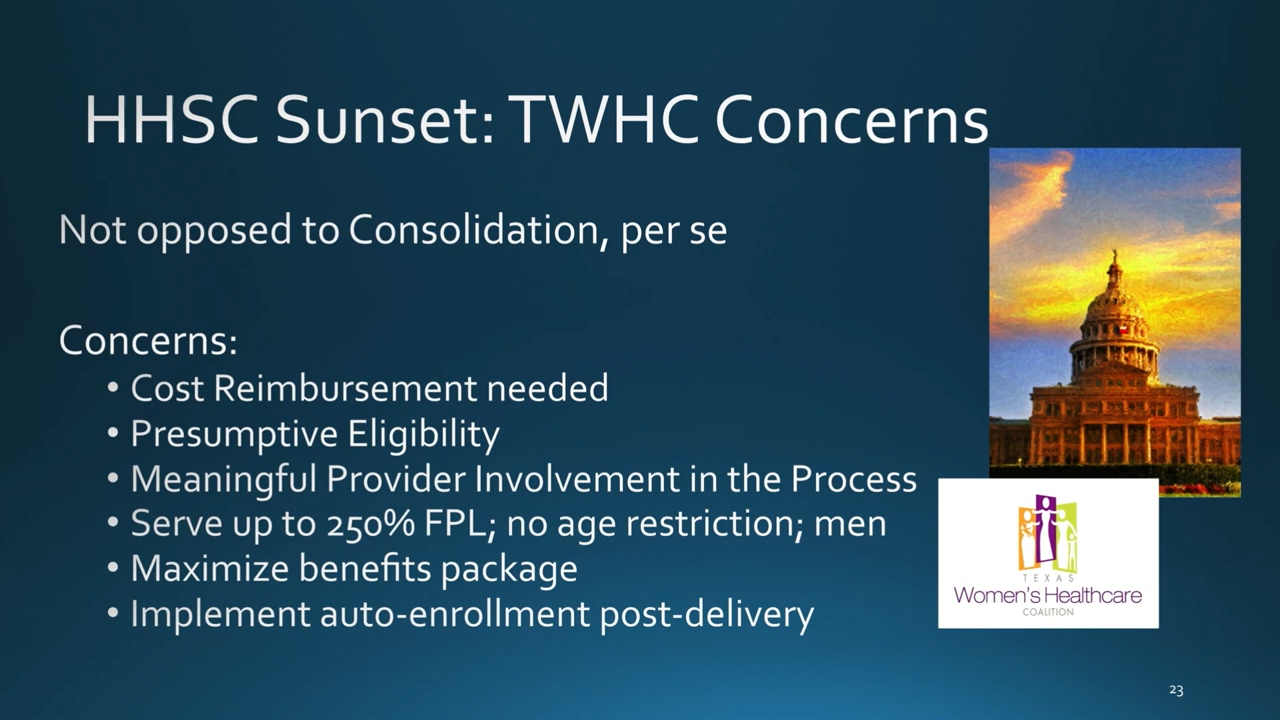 HHSC Sunset: TWHC Concerns
Not opposed to Consolidation, per se
Concerns:
• Cost Reimbursement needed
• Presumptive Eligibility
• Meaningful Provider Involvement in the Process
• Serve up to 250% FPL; no age restriction; men
• Maximize benefits package
• Implement auto-enrollment post-delivery
TEXAS
Women's Healthcare
COALITION
23